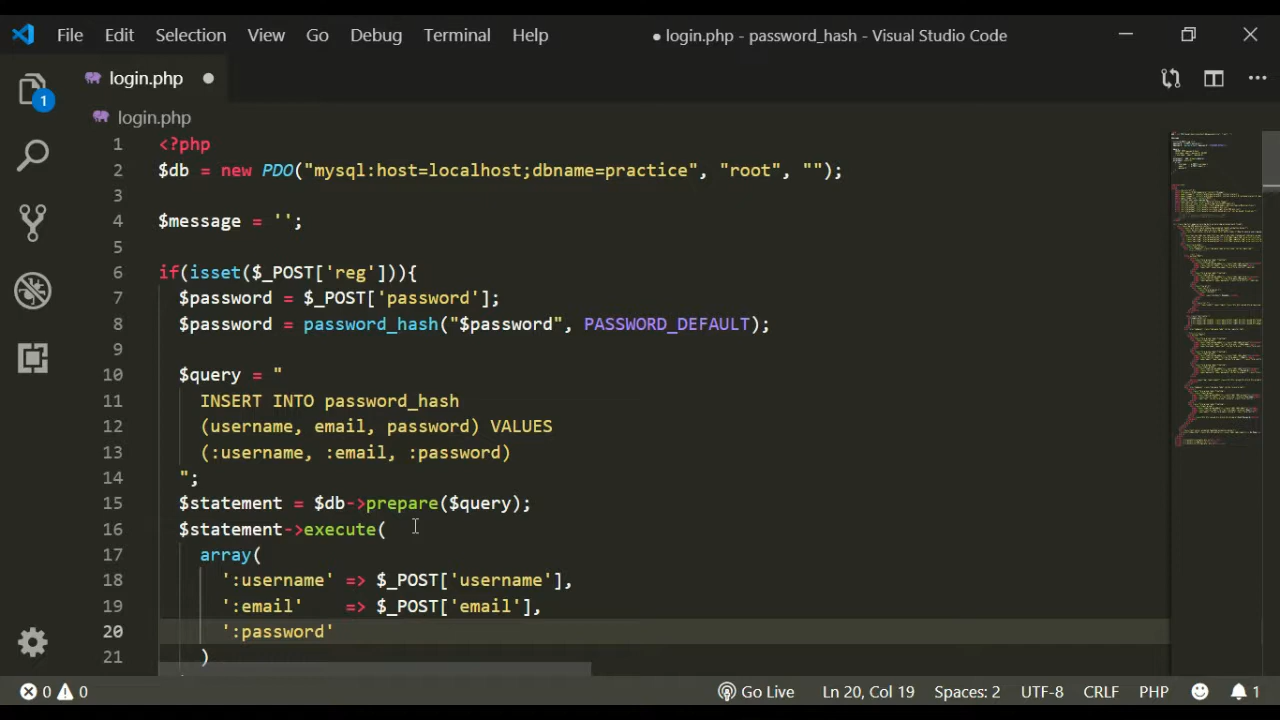 File Edit Selection View Go Debug Terminal Help ● login.php - password_hash - Visual Studio Code
login.php ●
login.php
1 <?php
2 $db = new PDO("mysql:host=localhost;dbname=practice", "root", "");
3
4 $message = '';
5
6 if(isset($_POST['reg'])){
7 $password = $_POST['password'];
8 $password = password_hash("$password", PASSWORD_DEFAULT);
9
10 $query = "
11 INSERT INTO password_hash
12 (username, email, password) VALUES
13 (:username, :email, :password)
14 ";
15 $statement = $db->prepare($query);
16 $statement->execute(
17 array(
18 ':username' => $_POST['username'],
19 ':email' => $_POST['email'],
20 ':password'
21 )
1
0 0 Go Live Ln 20, Col 19 Spaces: 2 UTF-8 CRLF PHP 1